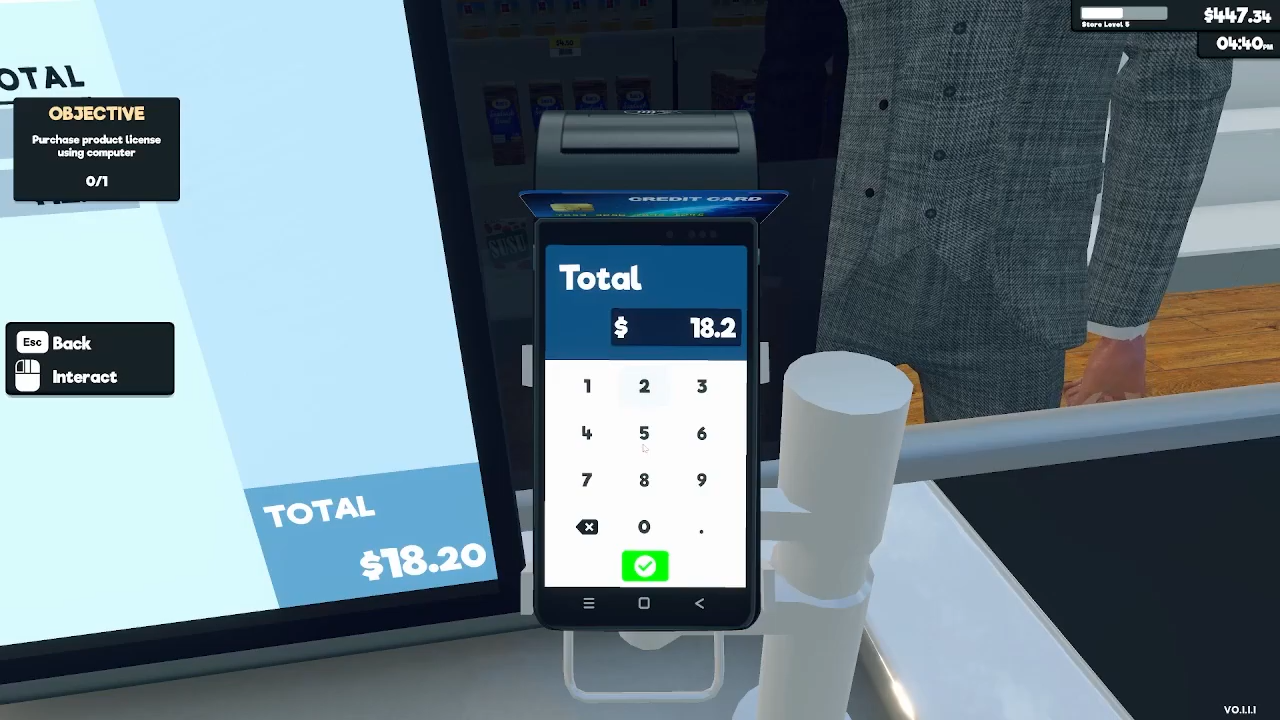 $447.34
Store Level 5
04:40PM
OTAL
OBJECTIVE
Purchase product license
using computer
0/1
Esc Back
Interact
CREDIT CARD
Total
$ 18.2
1 2 3
4 5 6
7 8 9
0 .
TOTAL
$18.20
V0.1.1.1